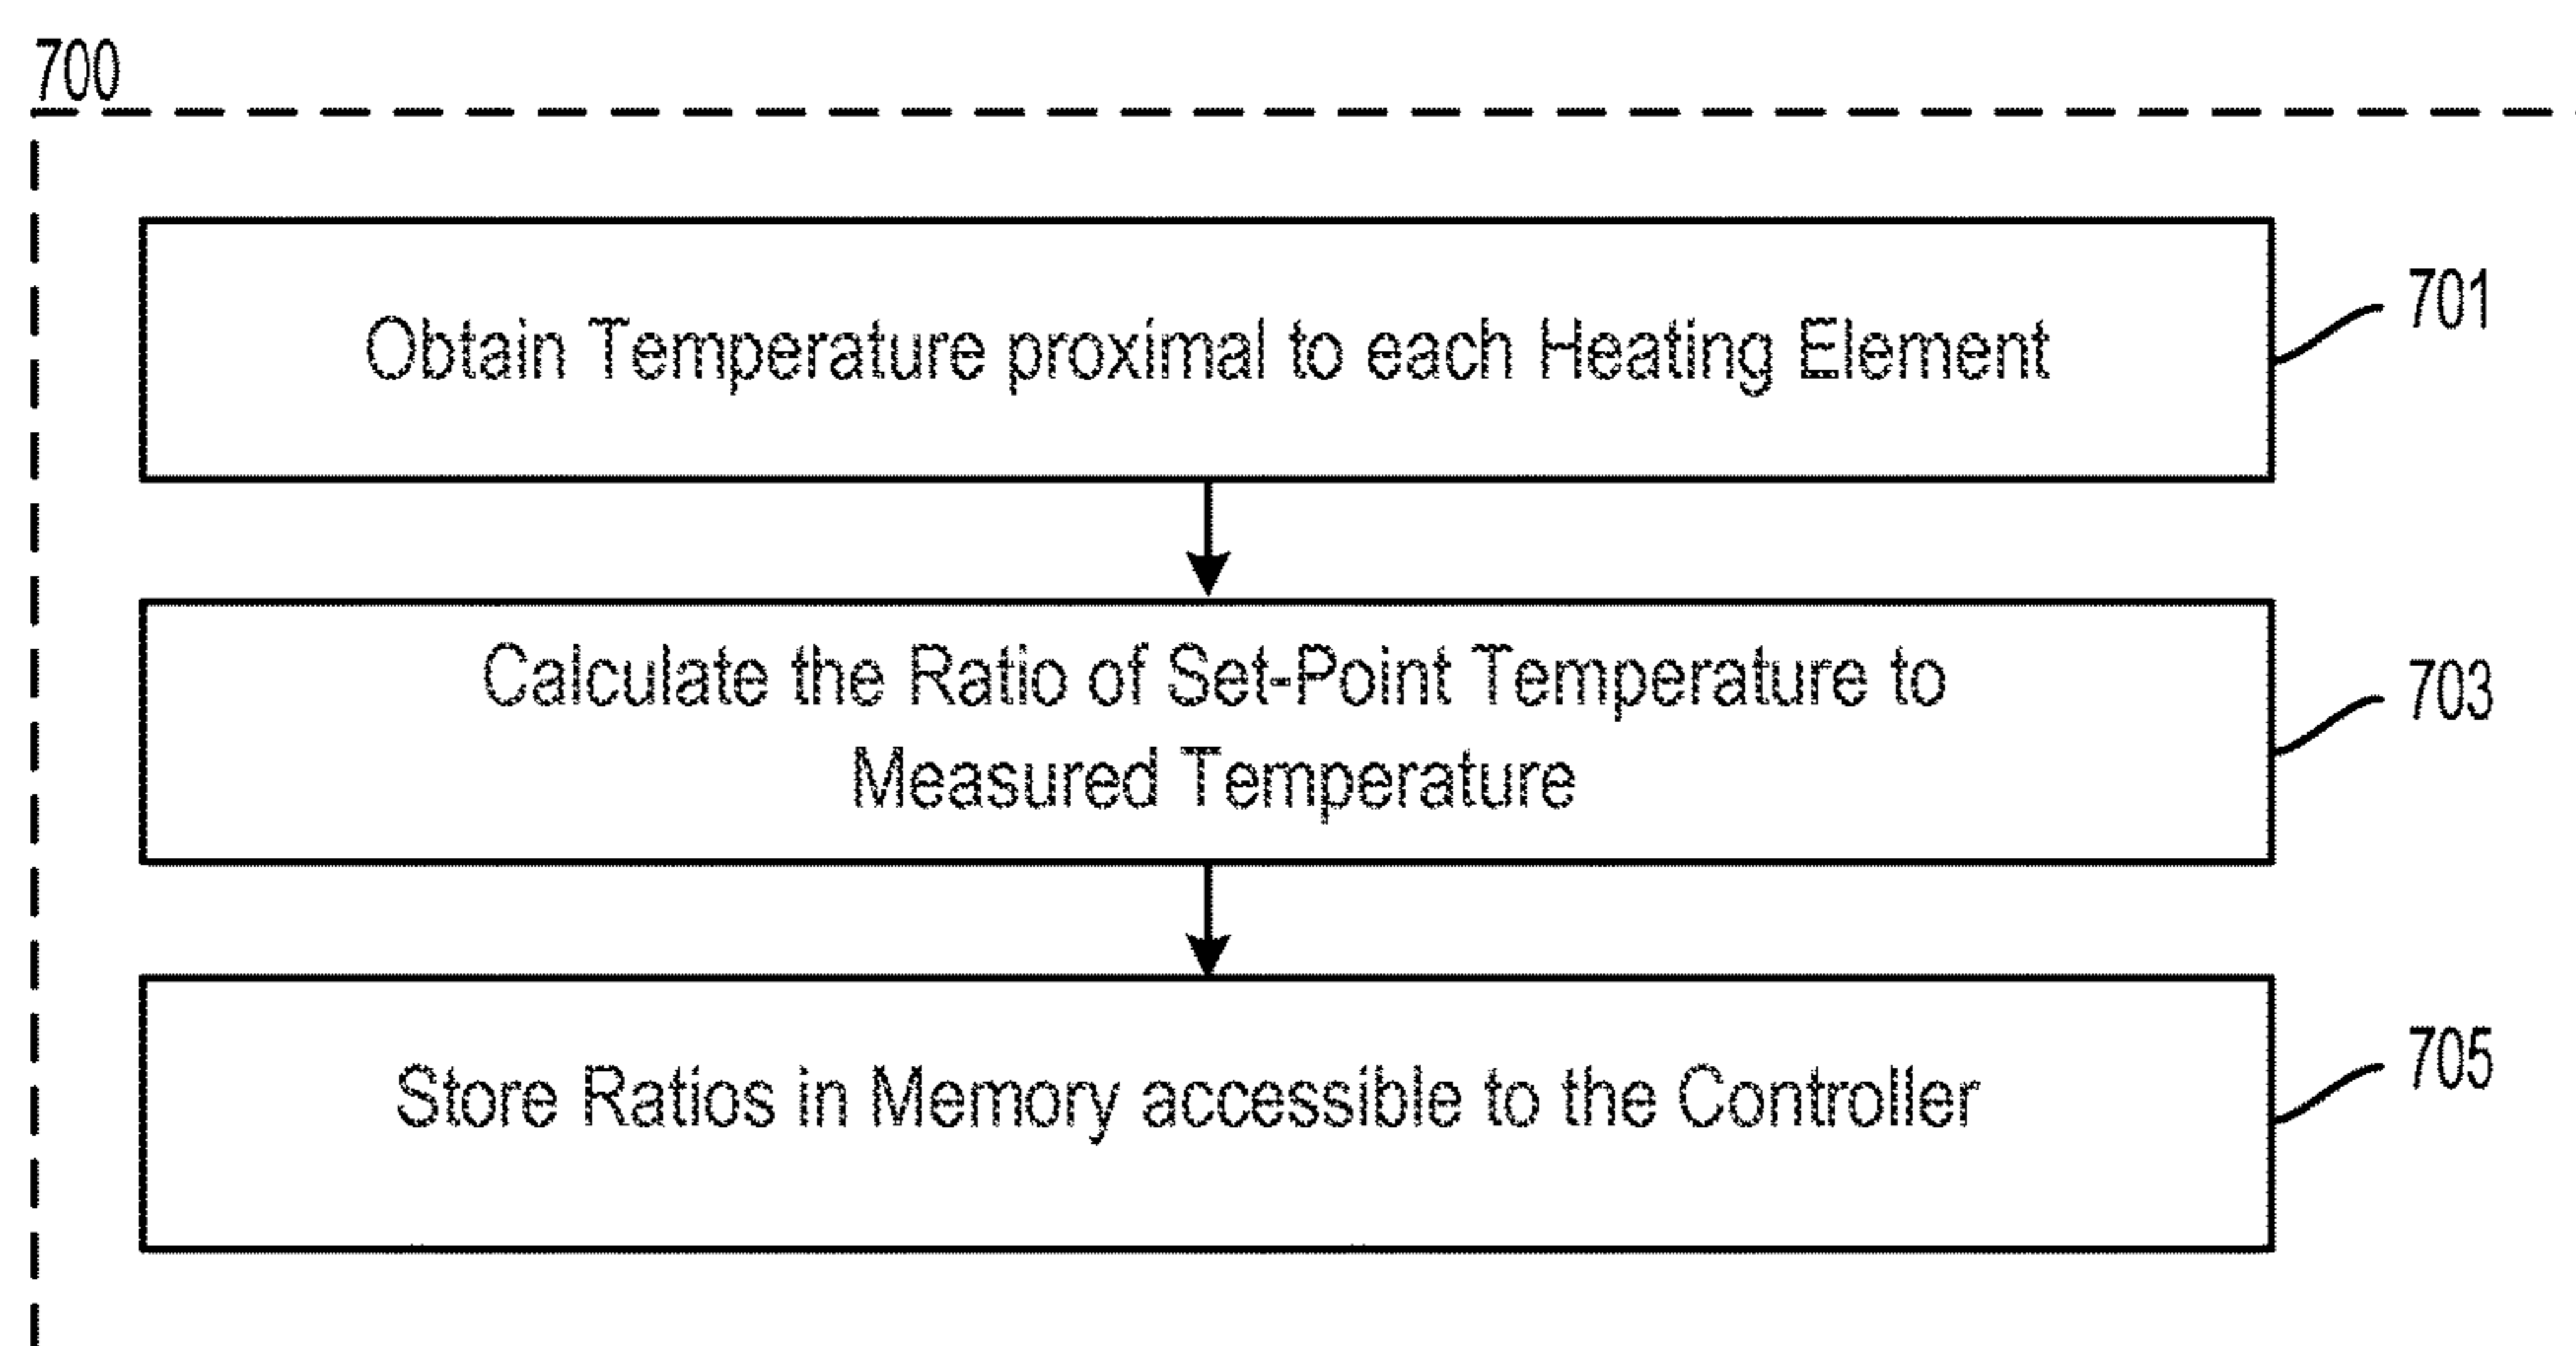 700
Obtain Temperature proximal to each Heating Element
701
Calculate the Ratio of Set-Point Temperature to
Measured Temperature
703
Store Ratios in Memory accessible to the Controller
705